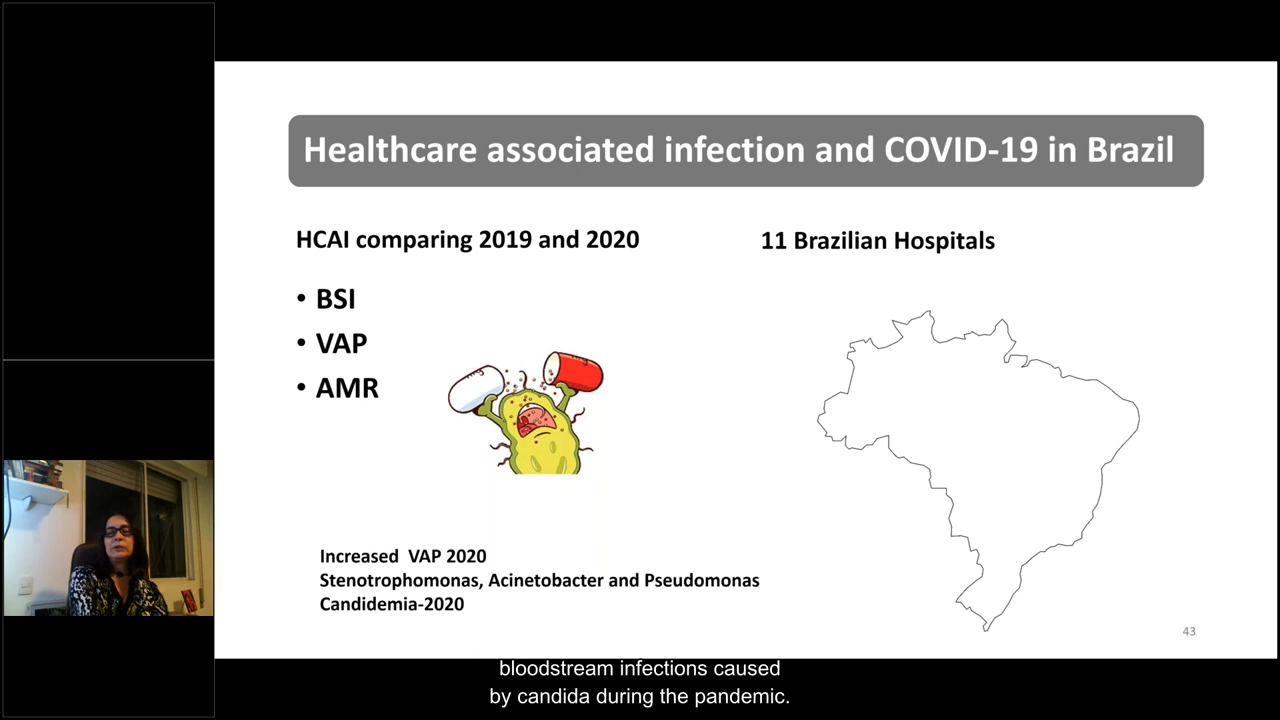 Healthcare associated infection and COVID-19 in Brazil
HCAI comparing 2019 and 2020
11 Brazilian Hospitals
• BSI
• VAP
• AMR
Increased VAP 2020
Stenotrophomonas, Acinetobacter and Pseudomonas
Candidemia-2020
43
bloodstream infections caused
by candida during the pandemic.